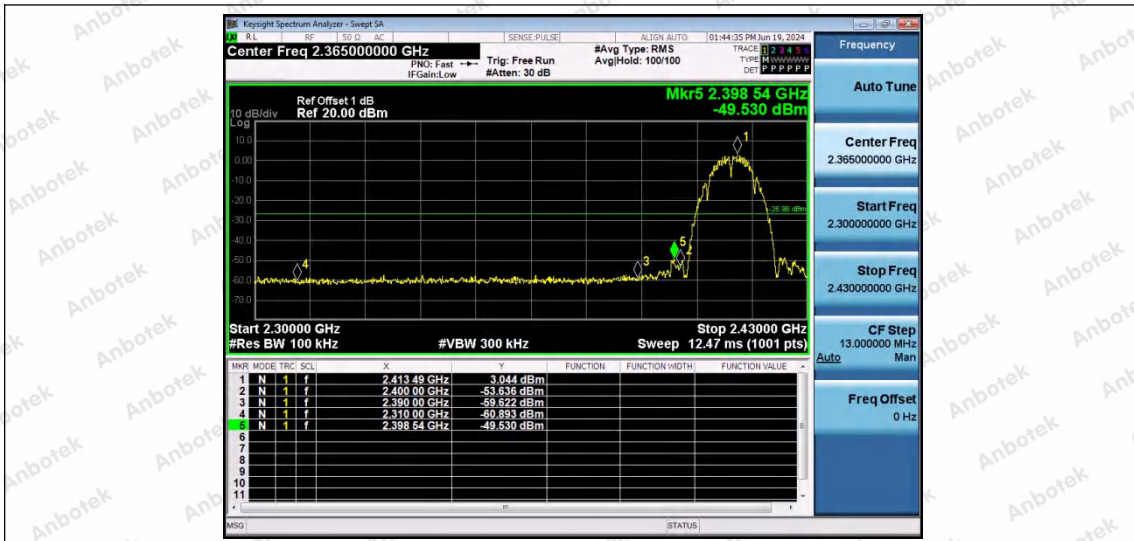 Keysight Spectrum Analyzer - Swept SA
LXI RL RF 50 Ω AC SENSE:PULSE ALIGN AUTO 01:44:35 PM Jun 19, 2024
Center Freq 2.365000000 GHz
PNO: Fast
IFGain:Low
Trig: Free Run
#Atten: 30 dB
#Avg Type: RMS
Avg|Hold: 100/100
TRACE 1 2 3 4 5 6
TYPE M WWWWW
DET P P P P P P
Frequency
Auto Tune
Mkr5 2.398 54 GHz
-49.530 dBm
Ref Offset 1 dB
10 dB/div Ref 20.00 dBm
Log
10.0
0.00
-10.0
-20.0
-30.0
-40.0
-50.0
-60.0
-70.0
1
-26.96 dBm
5
2
3
4
Start 2.30000 GHz Stop 2.43000 GHz
#Res BW 100 kHz #VBW 300 kHz Sweep 12.47 ms (1001 pts)
Center Freq
2.365000000 GHz
Start Freq
2.300000000 GHz
Stop Freq
2.430000000 GHz
CF Step
13.000000 MHz
Auto Man
Freq Offset
0 Hz
MKR MODE TRC SCL X Y FUNCTION FUNCTION WIDTH FUNCTION VALUE
1 N 1 f 2.413 49 GHz 3.044 dBm
2 N 1 f 2.400 00 GHz -53.636 dBm
3 N 1 f 2.390 00 GHz -59.622 dBm
4 N 1 f 2.310 00 GHz -60.893 dBm
5 N 1 f 2.398 54 GHz -49.530 dBm
6
7
8
9
10
11
MSG STATUS
Anbotek